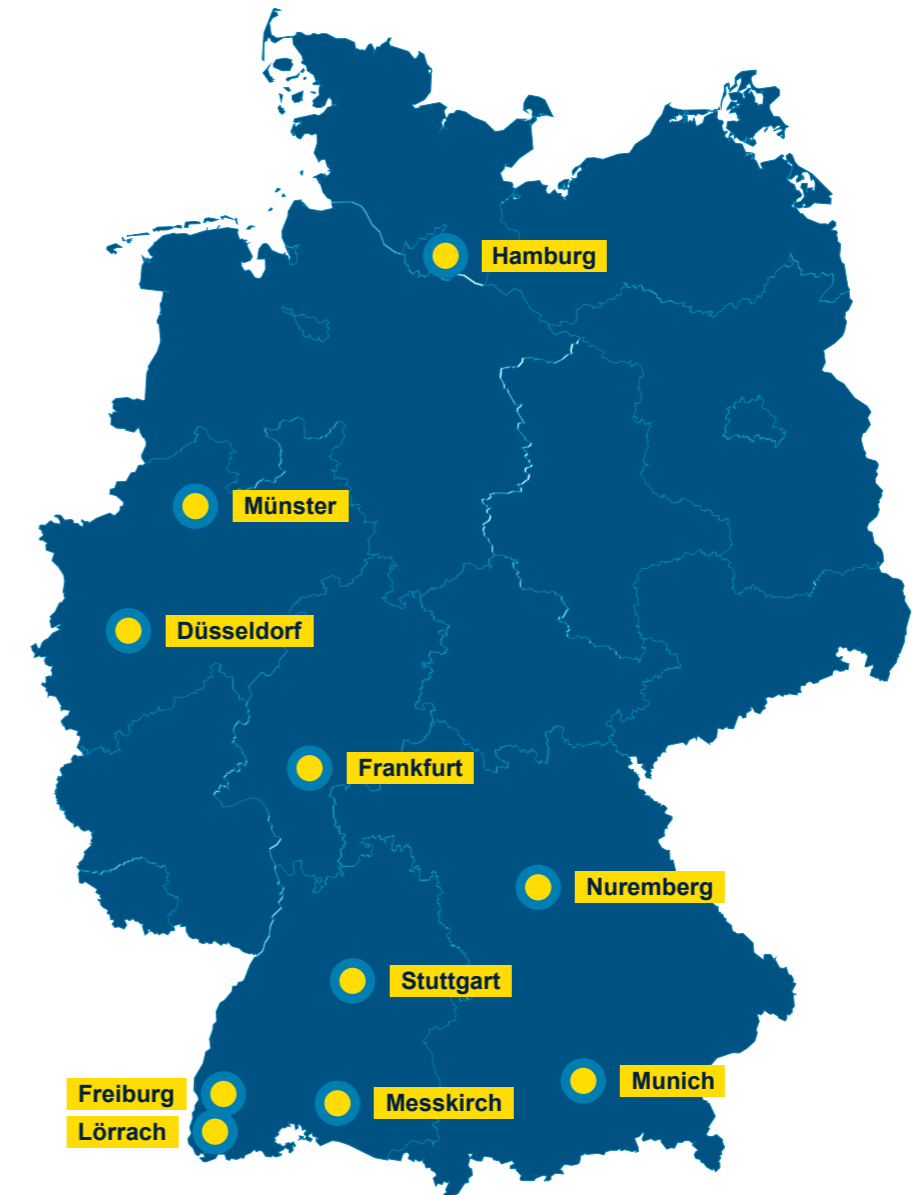 Hamburg
Münster
Düsseldorf
Frankfurt
Nuremberg
Stuttgart
Munich
Freiburg
Messkirch
Lörrach